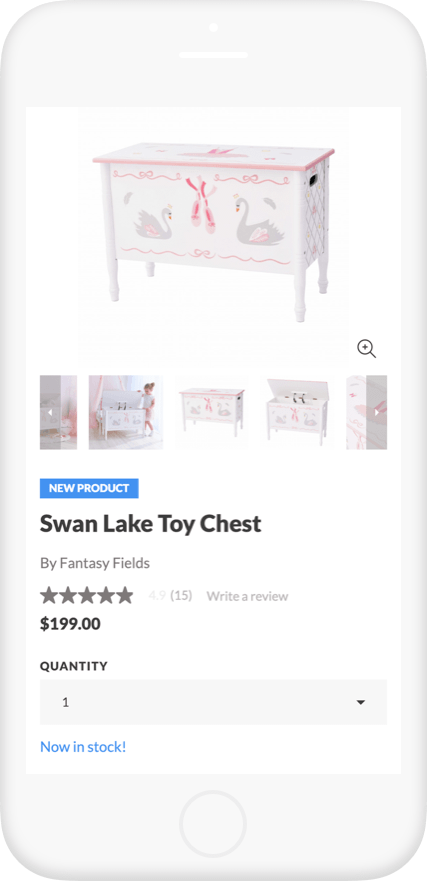 NEW PRODUCT
Swan Lake Toy Chest
By Fantasy Fields
4.9 (15) Write a review
$199.00
QUANTITY
1
Now in stock!